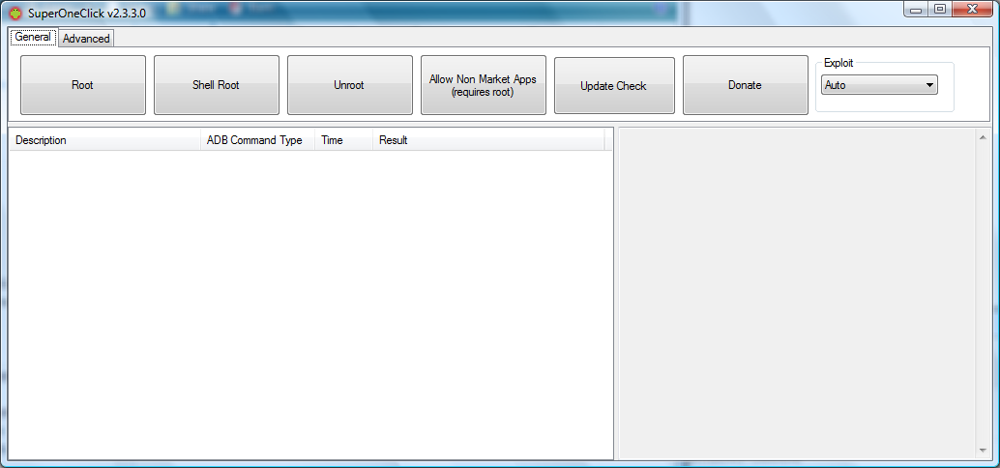 SuperOneClick v2.3.3.0
General
Advanced
Root
Shell Root
Unroot
Allow Non Market Apps
(requires root)
Update Check
Donate
Exploit
Auto
Description
ADB Command Type
Time
Result